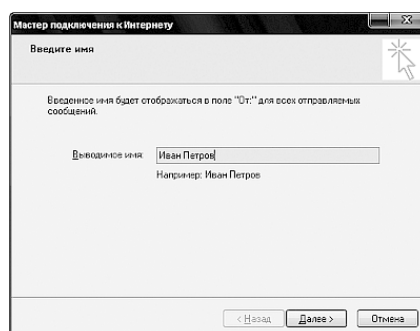 Мастер подключения к Интернету
Введите имя
Введенное имя будет отображаться в поле "От:" для всех отправляемых
сообщений.
Выводимое имя: Иван Петров
Например: Иван Петров
< Назад Далее > Отмена